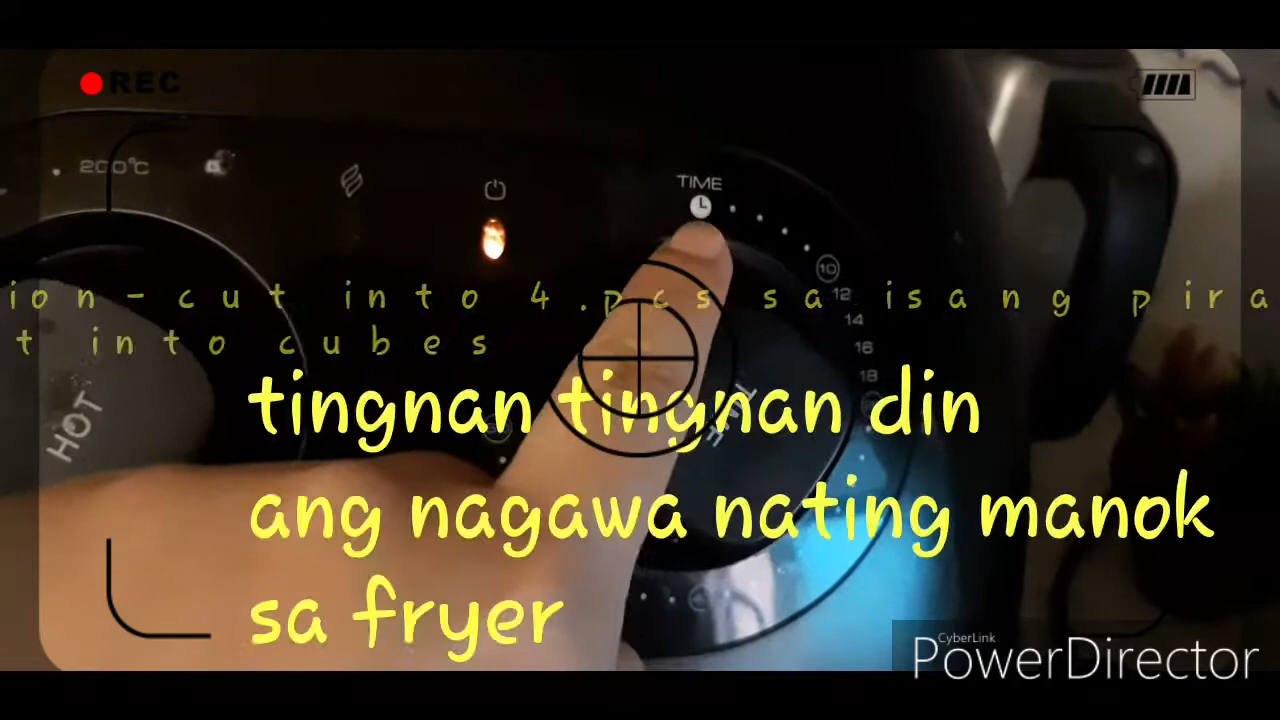 REC
200°C
TIME
10
12
14
16
18
ion-cut into 4.pcs sa isang pira
t into cubes
HOT
tingnan tingnan din
ang nagawa nating manok
sa fryer
CyberLink
PowerDirector